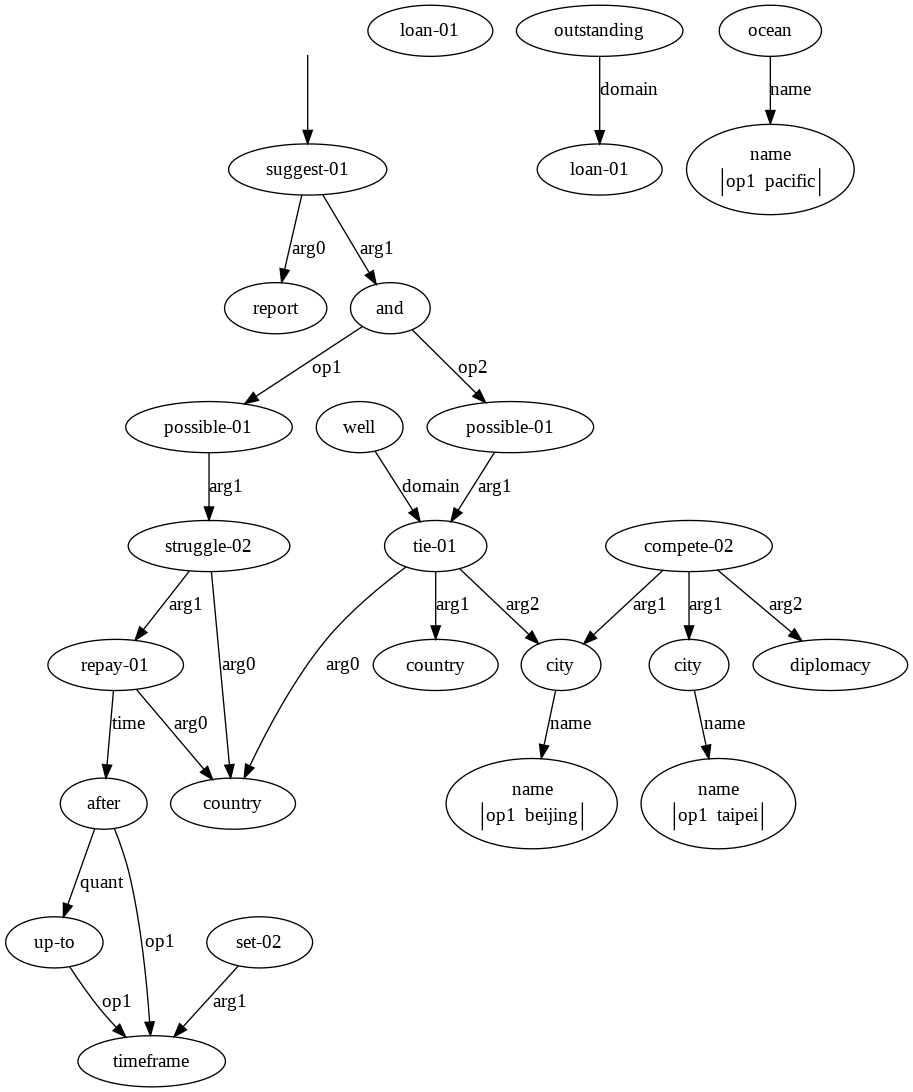 loan-01
outstanding
ocean
domain
name
suggest-01
loan-01
name
op1 pacific
arg0
arg1
report
and
op1
op2
possible-01
well
possible-01
arg1
domain
arg1
struggle-02
tie-01
compete-02
arg1
arg0
arg0
arg1
arg2
arg1
arg1
arg2
repay-01
country
city
city
diplomacy
time
arg0
name
name
after
country
name
op1 beijing
name
op1 taipei
quant
op1
up-to
set-02
op1
arg1
timeframe